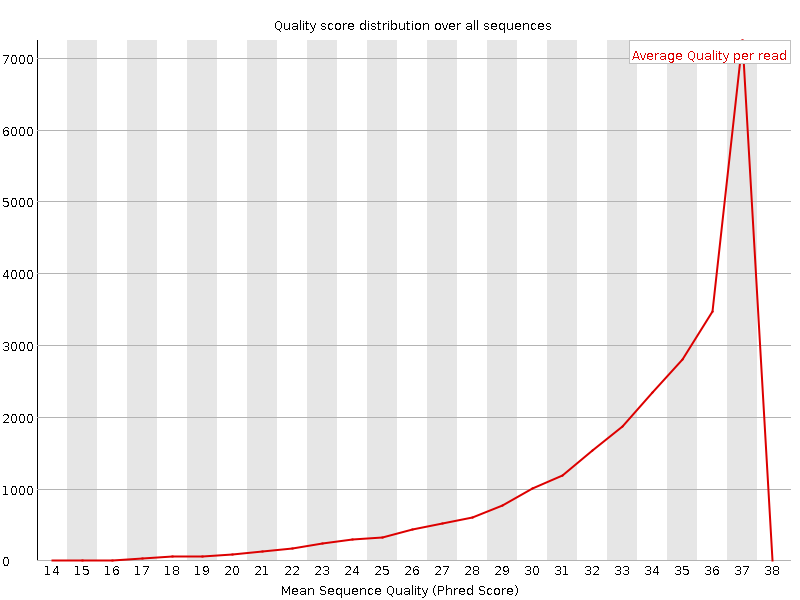 Quality score distribution over all sequences
Average Quality per read
7000
6000
5000
4000
3000
2000
1000
0
14 15 16 17 18 19 20 21 22 23 24 25 26 27 28 29 30 31 32 33 34 35 36 37 38
Mean Sequence Quality (Phred Score)